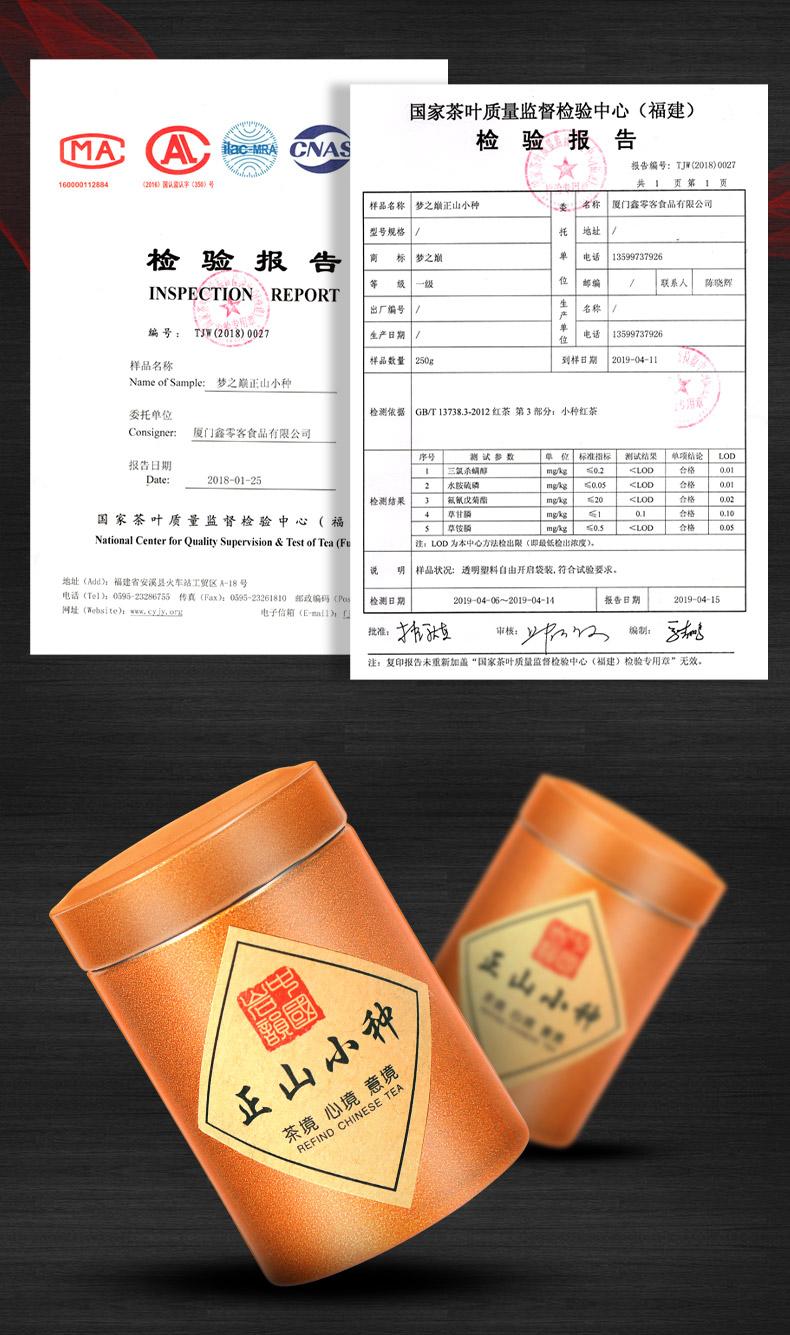 MA
160000112884
AL
(2016)国认监认字(350)号
ilac-MRA
CNAS
检验报告
INSPECTION REPORT
编号： TJW(2018)0027
样品名称
Name of Sample: 梦之巅正山小种
委托单位
Consigner: 厦门鑫零客食品有限公司
报告日期
Date: 2018-01-25
国家茶叶质量监督检验中心(福
National Center for Quality Supervision & Test of Tea (Fu
地址（Add）：福建省安溪县火车站工贸区 A-18 号
电话（Tel）：0595-23286755 传真（Fax）：0595-23261810 邮政编码（Pos
网址（Website）：www.cyjy.org 电子信箱（E-mail）：fj
国家茶叶质量监督检验中心（福建）
检 验 报 告
报告编号: TJW(2018)0027
共 1 页第 1 页
样品名称 梦之巅正山小种 委托单位 名称 厦门鑫零客食品有限公司
型号规格 / 地址 /
商 标 梦之巅 电话 13599737926
等 级 一级 邮编 / 联系人 陈晓辉
出厂编号 / 生产单位 名称 /
生产日期 / 电话 13599737926
样品数量 250g 到样日期 2019-04-11
检测依据 GB/T 13738.3-2012 红茶 第 3 部分：小种红茶
检测结果
序号 测 试 参 数 单 位 标准指标 测试结果 单项结论 LOD
1 三氯杀螨醇 mg/kg ≤0.2 ＜LOD 合格 0.01
2 水胺硫磷 mg/kg ≤0.05 ＜LOD 合格 0.01
3 氟氰戊菊酯 mg/kg ≤20 ＜LOD 合格 0.02
4 草甘膦 mg/kg ≤1 0.1 合格 0.10
5 草铵膦 mg/kg ≤0.5 ＜LOD 合格 0.05
注：LOD 为本中心方法检出限（即最低检出浓度）。
说 明 样品状况: 透明塑料自由开启袋装,符合试验要求。
检测日期 2019-04-06～2019-04-14 报告日期 2019-04-15
批准： 审核： 编制：
注：复印报告未重新加盖“国家茶叶质量监督检验中心（福建）检验专用章”无效。
正山小种
茶境 心境 意境
REFIND CHINESE TEA
正山小种
茶境 心境 意境